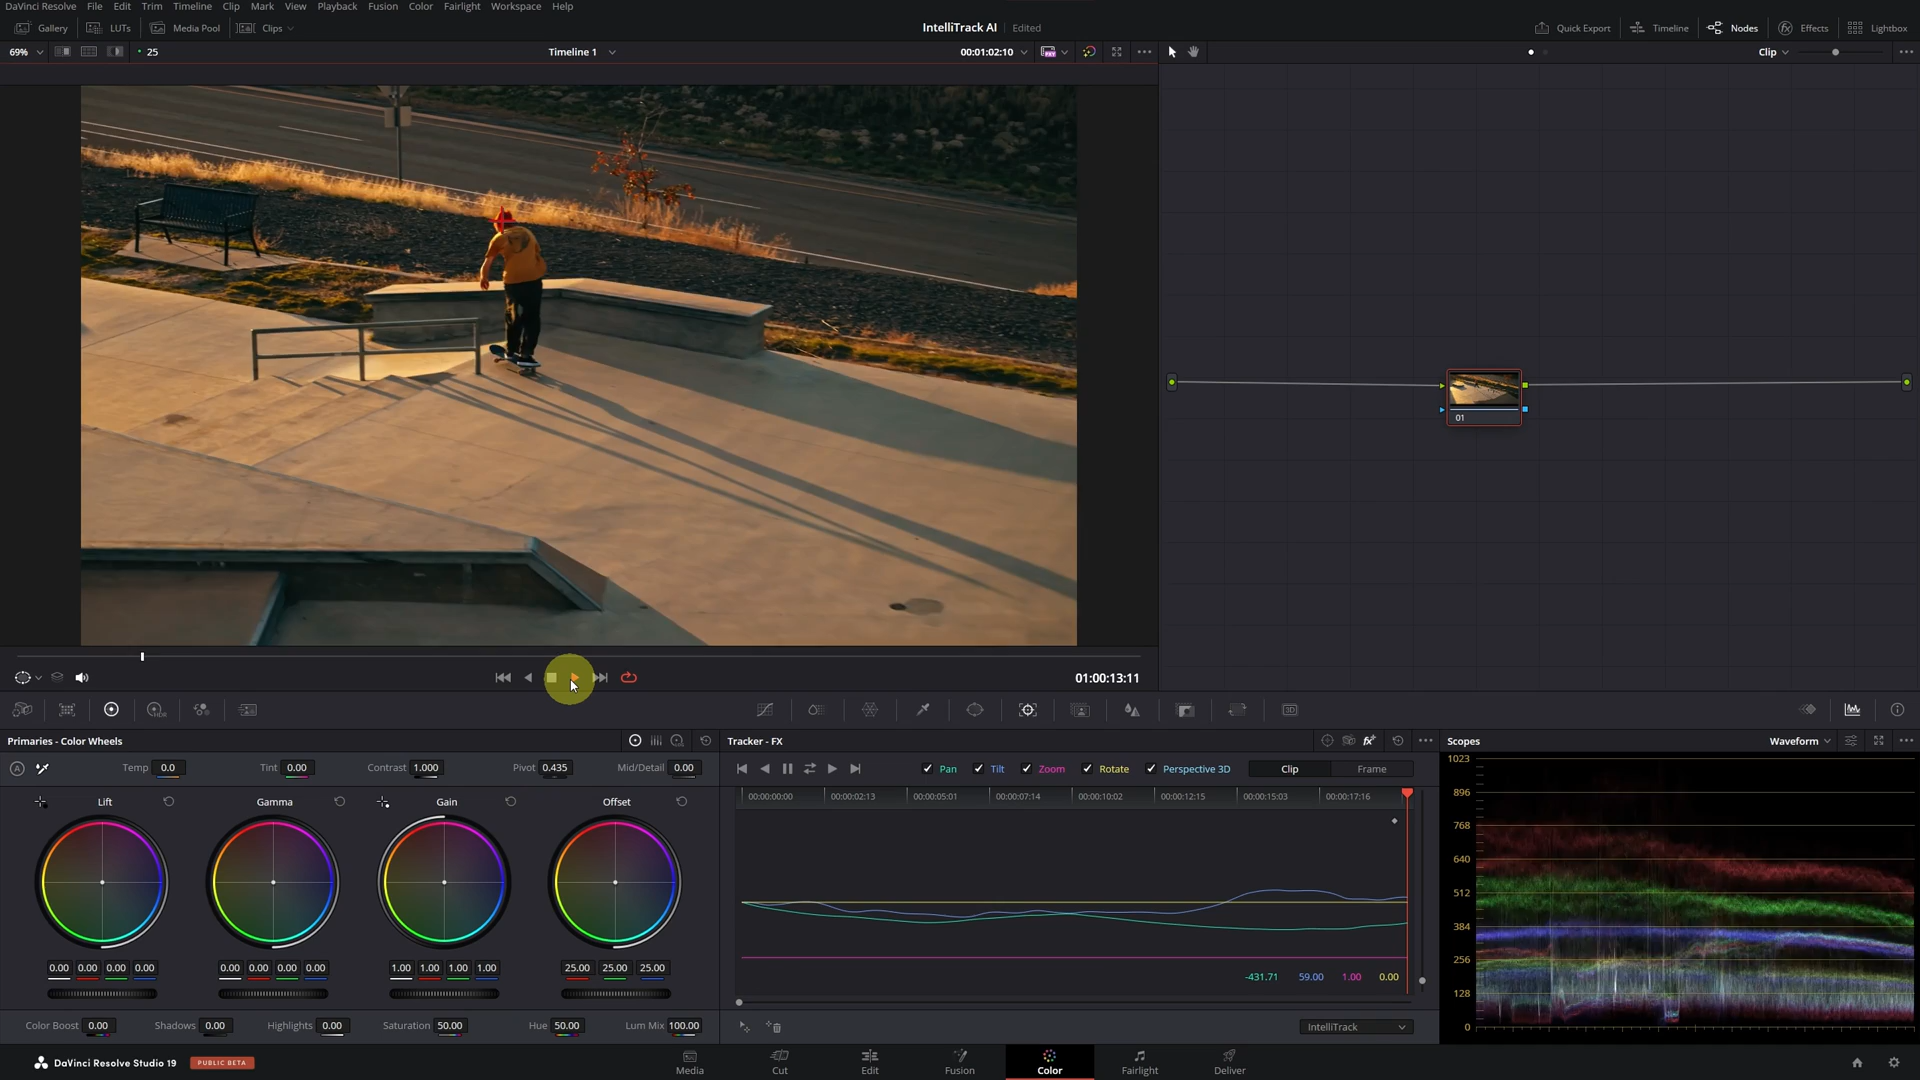 DaVinci Resolve File Edit Trim Timeline Clip Mark View Playback Fusion Color Fairlight Workspace Help
Gallery LUTs Media Pool Clips IntelliTrack AI Edited Quick Export Timeline Nodes Effects Lightbox
69% 25 Timeline 1 00:01:02:10 Clip
01
01:00:13:11
Primaries - Color Wheels Tracker - FX Scopes Waveform
Temp 0.0 Tint 0.00 Contrast 1.000 Pivot 0.435 Mid/Detail 0.00 Pan Tilt Zoom Rotate Perspective 3D Clip Frame
Lift Gamma Gain Offset
00:00:00:00 00:00:02:13 00:00:05:01 00:00:07:14 00:00:10:02 00:00:12:15 00:00:15:03 00:00:17:16
1023
896
768
640
512
384
256
128
0
0.00 0.00 0.00 0.00 0.00 0.00 0.00 0.00 1.00 1.00 1.00 1.00 25.00 25.00 25.00
-431.71 59.00 1.00 0.00
Color Boost 0.00 Shadows 0.00 Highlights 0.00 Saturation 50.00 Hue 50.00 Lum Mix 100.00 IntelliTrack
DaVinci Resolve Studio 19 PUBLIC BETA Media Cut Edit Fusion Color Fairlight Deliver